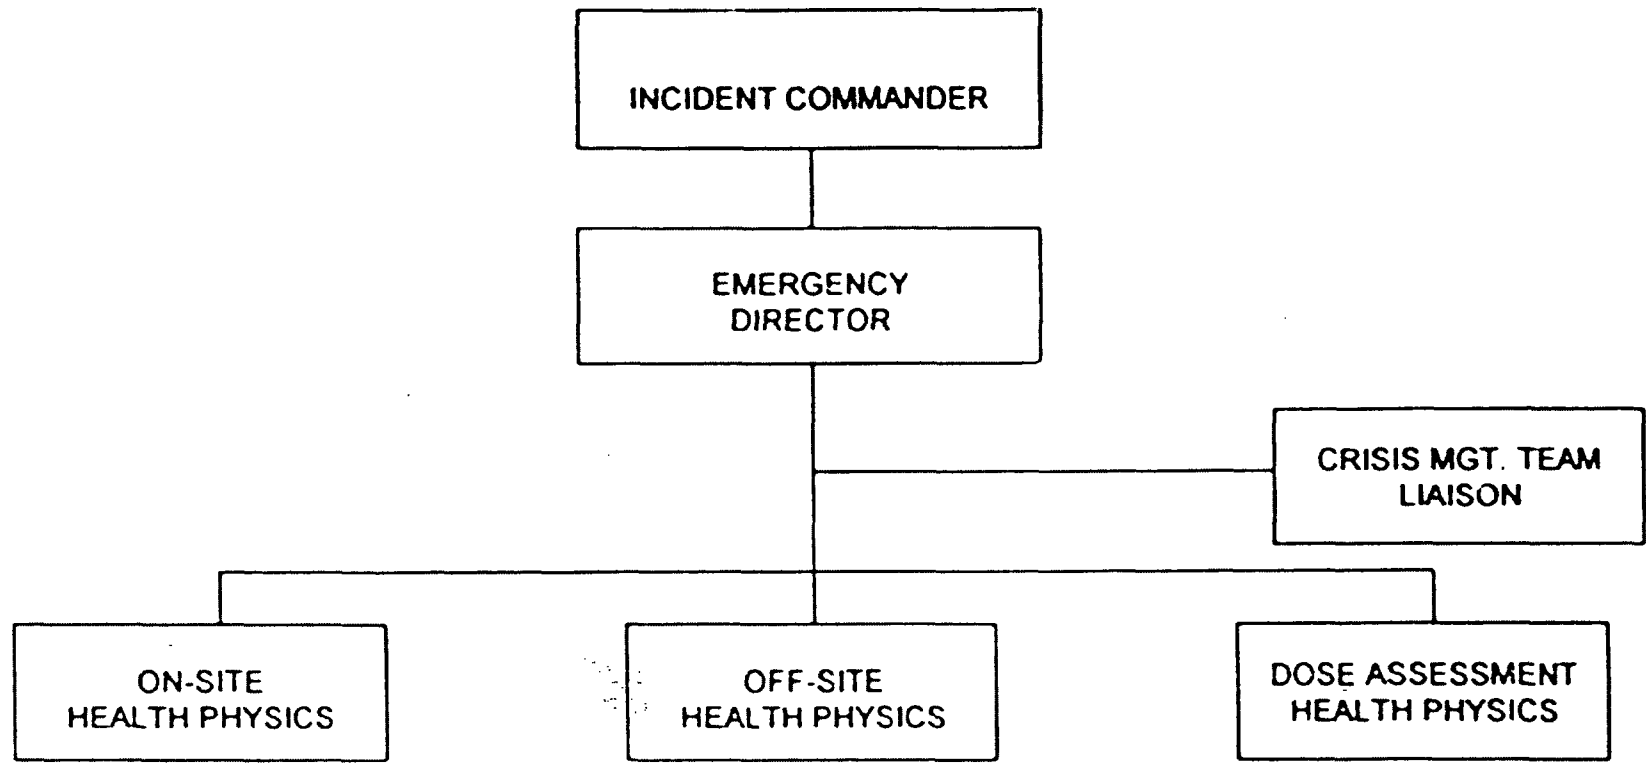 INCIDENT COMMANDER
EMERGENCY
DIRECTOR
CRISIS MGT. TEAM
LIAISON
ON-SITE
HEALTH PHYSICS
OFF-SITE
HEALTH PHYSICS
DOSE ASSESSMENT
HEALTH PHYSICS